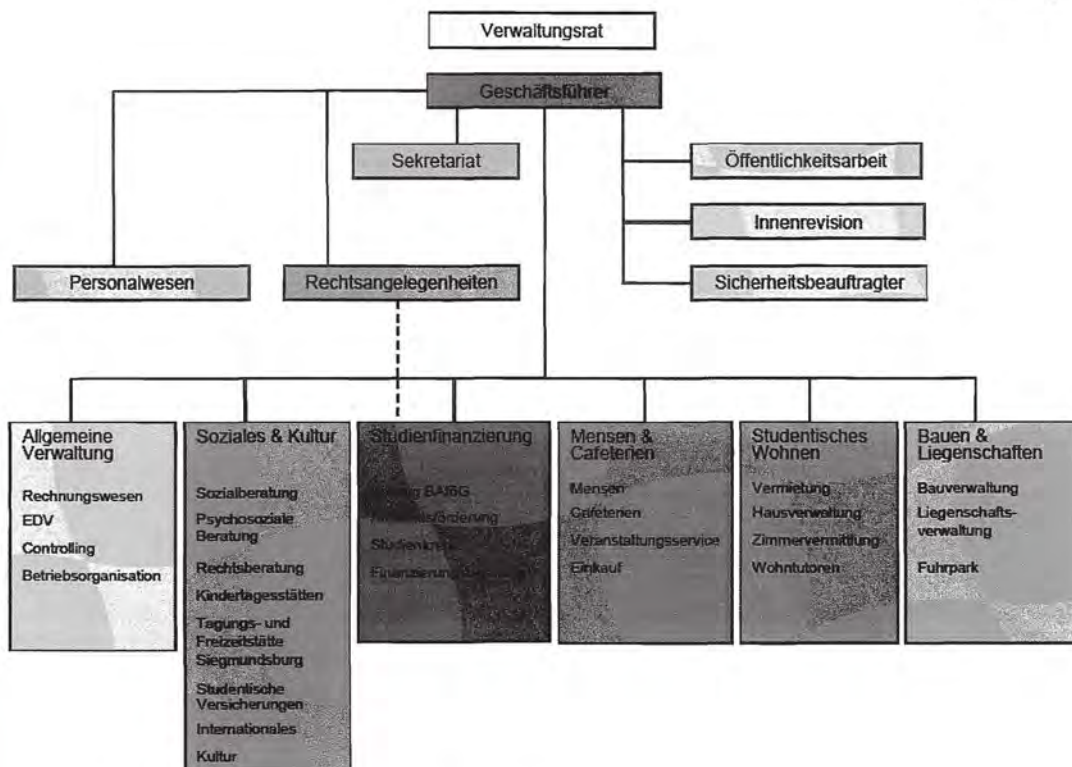 Verwaltungsrat
Geschäftsführer
Sekretariat
Öffentlichkeitsarbeit
Innenrevision
Personalwesen
Rechtsangelegenheiten
Sicherheitsbeauftragter
Allgemeine
Verwaltung
Rechnungswesen
EDV
Controlling
Betriebsorganisation
Soziales & Kultur
Sozialberatung
Psychosoziale
Beratung
Rechtsberatung
Kindertagesstätten
Tagungs- und
Freizeitstätte
Siegmundsburg
Studentische
Versicherungen
Internationales
Kultur
Studienfinanzierung
BAföG
Finanzierung
Mensen &
Cafeterien
Mensen
Cafeterien
Veranstaltungsservice
Einkauf
Studentisches
Wohnen
Vermietung
Hausverwaltung
Zimmervermittlung
Wohntutoren
Bauen &
Liegenschaften
Bauverwaltung
Liegenschafts-
verwaltung
Fuhrpark